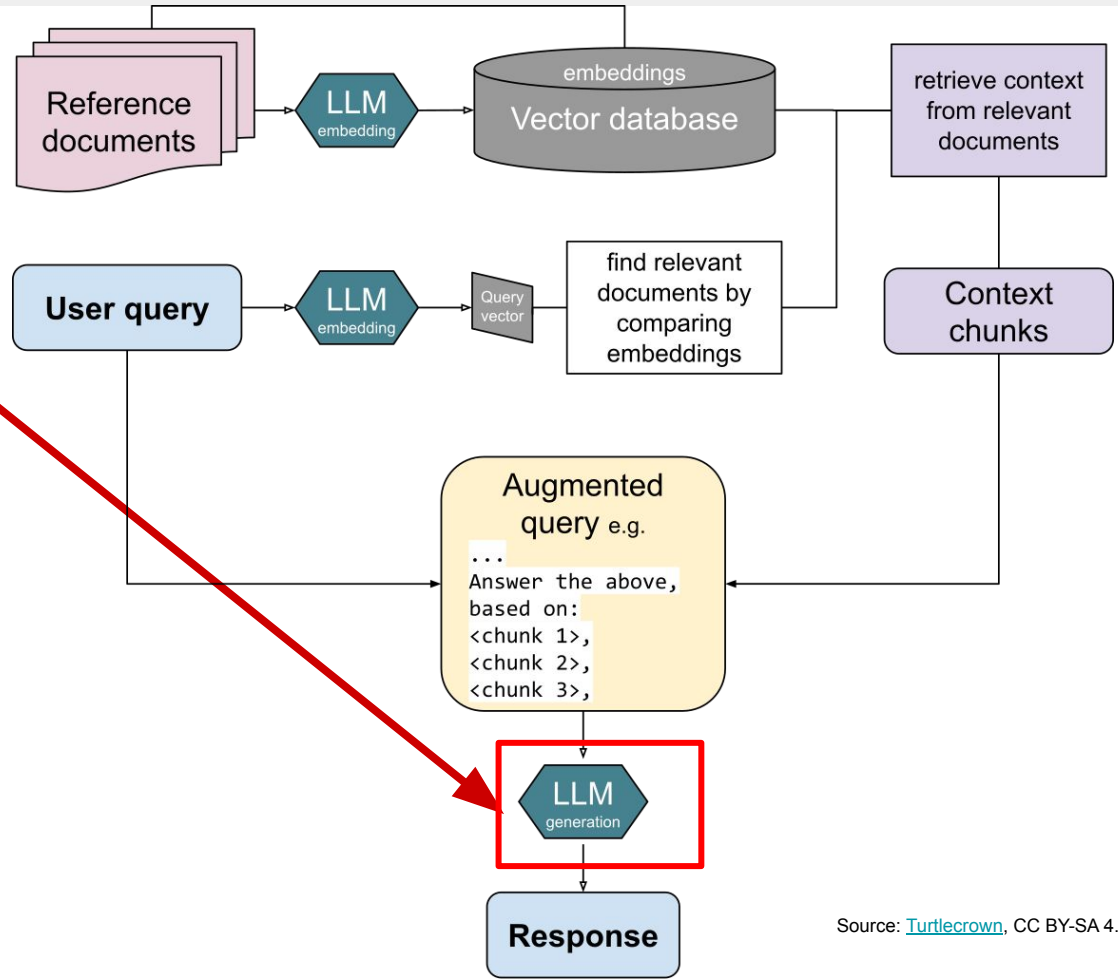 Reference
documents
LLM
embedding
embeddings
Vector database
retrieve context
from relevant
documents
User query
LLM
embedding
Query
vector
find relevant
documents by
comparing
embeddings
Context
chunks
Augmented
query e.g.
...
Answer the above,
based on:
<chunk 1>,
<chunk 2>,
<chunk 3>,
LLM
generation
Response
Source: Turtlecrown, CC BY-SA 4.